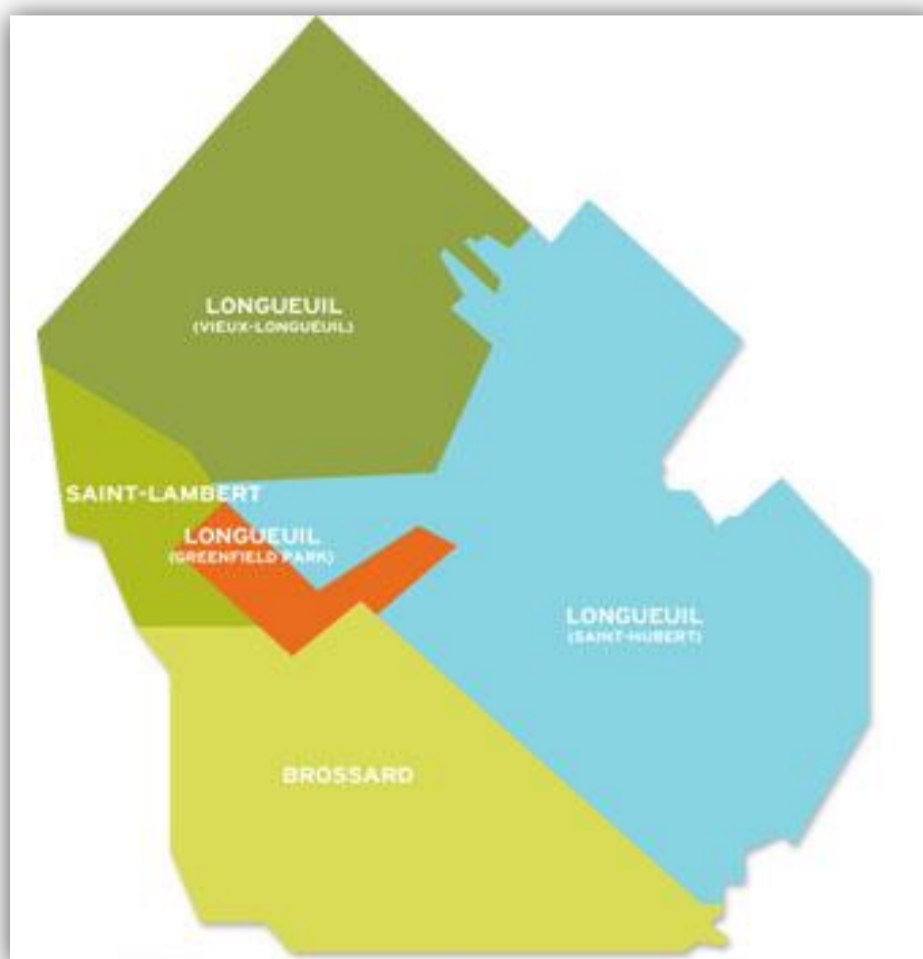 LONGUEUIL
(VIEUX-LONGUEUIL)
SAINT-LAMBERT
LONGUEUIL
(GREENFIELD PARK)
LONGUEUIL
(SAINT-HUBERT)
BROSSARD